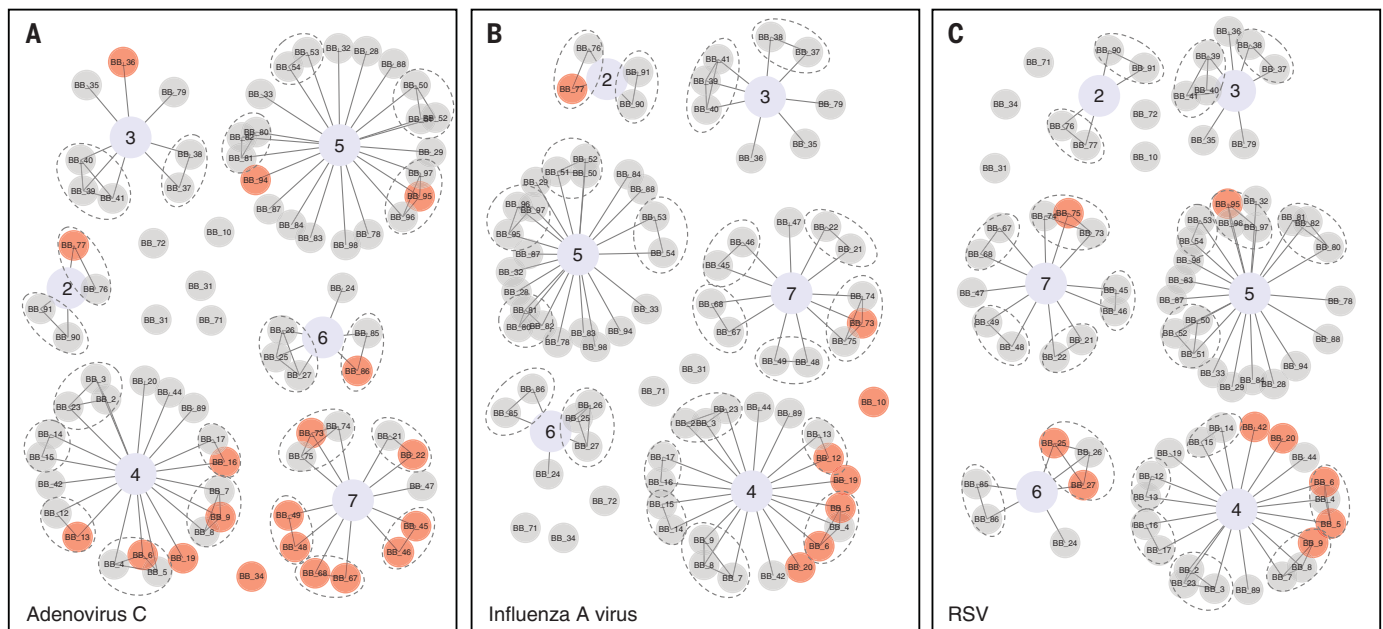 A
BB_36
BB_35
BB_79
3
BB_40
BB_38
BB_39
BB_41
BB_37
BB_53
BB_32
BB_28
BB_54
BB_88
BB_33
BB_50
BB_52
BB_80
BB_82
5
BB_29
BB_81
BB_97
BB_94
BB_95
BB_87
BB_96
BB_84
BB_78
BB_83
BB_98
BB_10
BB_72
BB_77
2
BB_76
BB_31
BB_91
BB_31
BB_71
BB_90
BB_24
BB_26
BB_85
6
BB_25
BB_27
BB_86
BB_3
BB_20
BB_44
BB_23
BB_2
BB_89
BB_14
BB_17
BB_15
BB_16
4
BB_42
BB_7
BB_12
BB_9
BB_13
BB_8
BB_6
BB_4
BB_19
BB_5
BB_34
BB_73
BB_74
BB_21
BB_75
BB_22
BB_47
7
BB_49
BB_45
BB_48
BB_46
BB_68
BB_67
Adenovirus C
B
BB_76
BB_91
2
BB_77
BB_90
BB_38
BB_37
BB_41
BB_39
3
BB_40
BB_79
BB_35
BB_36
BB_52
BB_51
BB_50
BB_84
BB_29
BB_88
BB_96
BB_97
BB_53
BB_95
BB_87
5
BB_54
BB_32
BB_28
BB_81
BB_33
BB_80
BB_82
BB_83
BB_94
BB_78
BB_98
BB_47
BB_22
BB_46
BB_21
BB_45
7
BB_74
BB_68
BB_73
BB_67
BB_75
BB_49
BB_48
BB_31
BB_71
BB_10
BB_86
BB_26
BB_85
BB_25
6
BB_27
BB_24
BB_72
BB_71
BB_34
BB_23
BB_44
BB_2
BB_3
BB_89
BB_13
BB_17
BB_12
BB_16
4
BB_19
BB_15
BB_5
BB_14
BB_4
BB_9
BB_6
BB_8
BB_7
BB_42
BB_20
Influenza A virus
C
BB_71
BB_90
BB_91
2
BB_34
BB_72
BB_76
BB_77
BB_10
BB_31
BB_36
BB_38
BB_39
BB_37
3
BB_41
BB_40
BB_35
BB_79
BB_74
BB_75
BB_67
BB_73
BB_68
7
BB_47
BB_45
BB_46
BB_49
BB_21
BB_48
BB_22
BB_95
BB_32
BB_53
BB_96
BB_97
BB_81
BB_82
BB_54
BB_80
BB_98
BB_83
5
BB_87
BB_78
BB_50
BB_52
BB_88
BB_51
BB_94
BB_33
BB_84
BB_29
BB_28
BB_25
BB_26
BB_85
6
BB_27
BB_86
BB_24
BB_14
BB_42
BB_20
BB_15
BB_19
BB_44
BB_12
BB_6
BB_13
BB_4
4
BB_16
BB_5
BB_17
BB_9
BB_2
BB_8
BB_23
BB_7
BB_3
BB_89
RSV